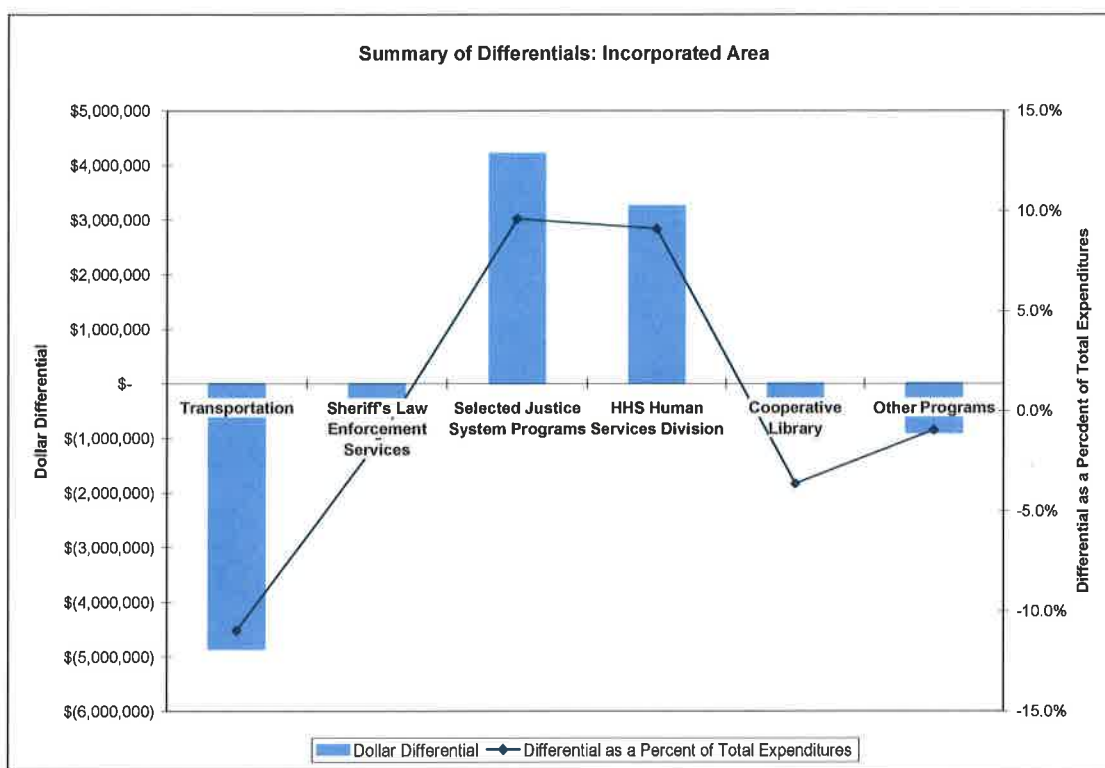 Summary of Differentials: Incorporated Area
$5,000,000
$4,000,000
$3,000,000
$2,000,000
$1,000,000
$-
$(1,000,000)
$(2,000,000)
$(3,000,000)
$(4,000,000)
$(5,000,000)
$(6,000,000)
Dollar Differential
Transportation
Sheriff's Law
Enforcement
Services
Selected Justice
System Programs
HHS Human
Services Division
Cooperative
Library
Other Programs
15.0%
10.0%
5.0%
0.0%
-5.0%
-10.0%
-15.0%
Differential as a Percdent of Total Expenditures
Dollar Differential
Differential as a Percent of Total Expenditures